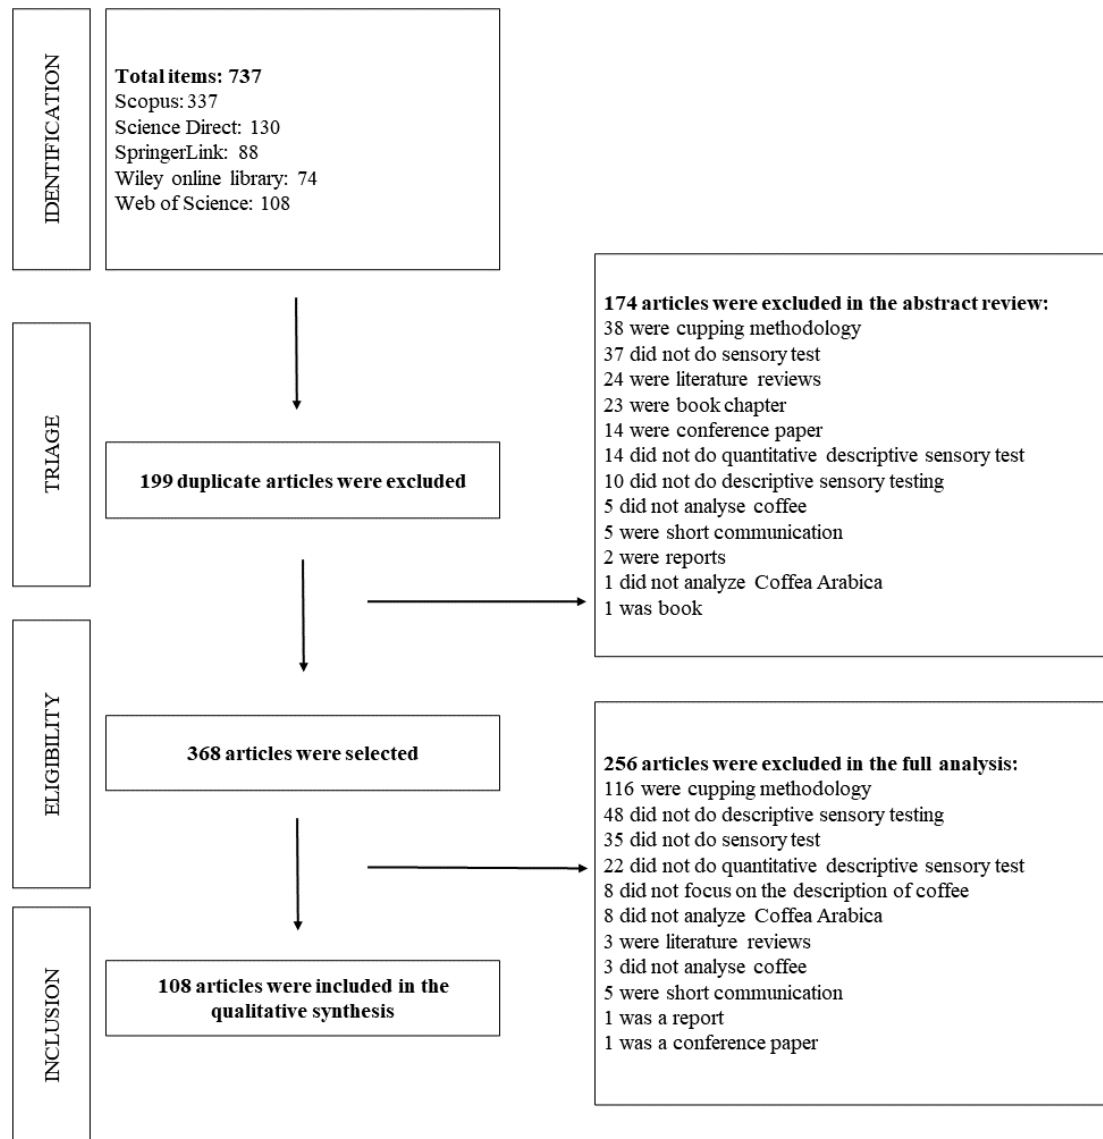 IDENTIFICATION
Total items: 737
Scopus: 337
Science Direct: 130
SpringerLink: 88
Wiley online library: 74
Web of Science: 108
TRIAGE
199 duplicate articles were excluded
174 articles were excluded in the abstract review:
38 were cupping methodology
37 did not do sensory test
24 were literature reviews
23 were book chapter
14 were conference paper
14 did not do quantitative descriptive sensory test
10 did not do descriptive sensory testing
5 did not analyse coffee
5 were short communication
2 were reports
1 did not analyze Coffea Arabica
1 was book
ELIGIBILITY
368 articles were selected
256 articles were excluded in the full analysis:
116 were cupping methodology
48 did not do descriptive sensory testing
35 did not do sensory test
22 did not do quantitative descriptive sensory test
8 did not focus on the description of coffee
8 did not analyze Coffea Arabica
3 were literature reviews
3 did not analyse coffee
5 were short communication
1 was a report
1 was a conference paper
INCLUSION
108 articles were included in the
qualitative synthesis